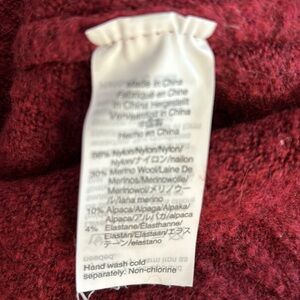 Made in China
Fabriqué en Chine
In China Hergestellt
in China
Hecho en China
Nylon/Nylon/Nylon/
Nylon/ナイロン/nailon
30% Merino Wool/Laine De
Merinos/Merinowolle/
Merinowol/メリノウー
ル/lana merino
10% Alpaca/Alpaga/Alpaka/
Alpaca/アルパカ/alpaca
4% Elastane/Elasthanne/
Elastan/Elastaan/エラス
テーン/elastano
Hand wash cold
separately. Non-chlorine